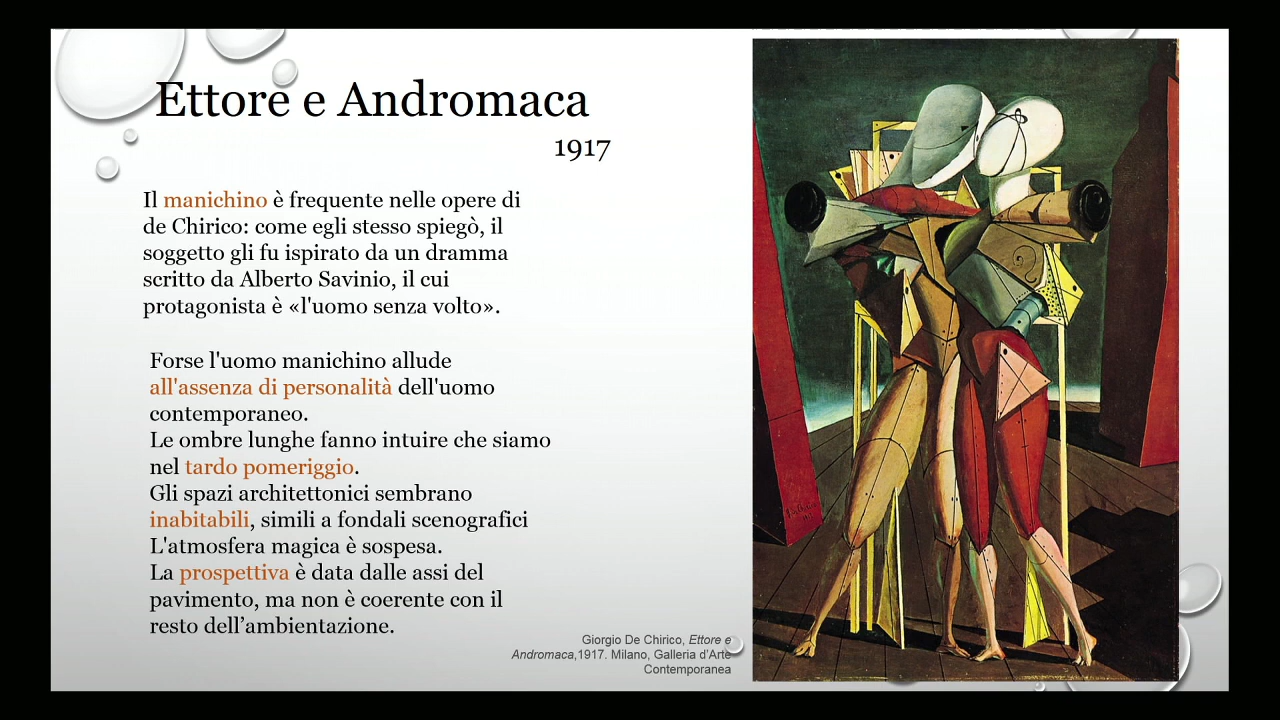 Ettore e Andromaca
1917
Il manichino è frequente nelle opere di
de Chirico: come egli stesso spiegò, il
soggetto gli fu ispirato da un dramma
scritto da Alberto Savinio, il cui
protagonista è «l'uomo senza volto».
Forse l'uomo manichino allude
all'assenza di personalità dell'uomo
contemporaneo.
Le ombre lunghe fanno intuire che siamo
nel tardo pomeriggio.
Gli spazi architettonici sembrano
inabitabili, simili a fondali scenografici
L'atmosfera magica è sospesa.
La prospettiva è data dalle assi del
pavimento, ma non è coerente con il
resto dell’ambientazione.
Giorgio De Chirico, Ettore e
Andromaca,1917. Milano, Galleria d'Arte
Contemporanea